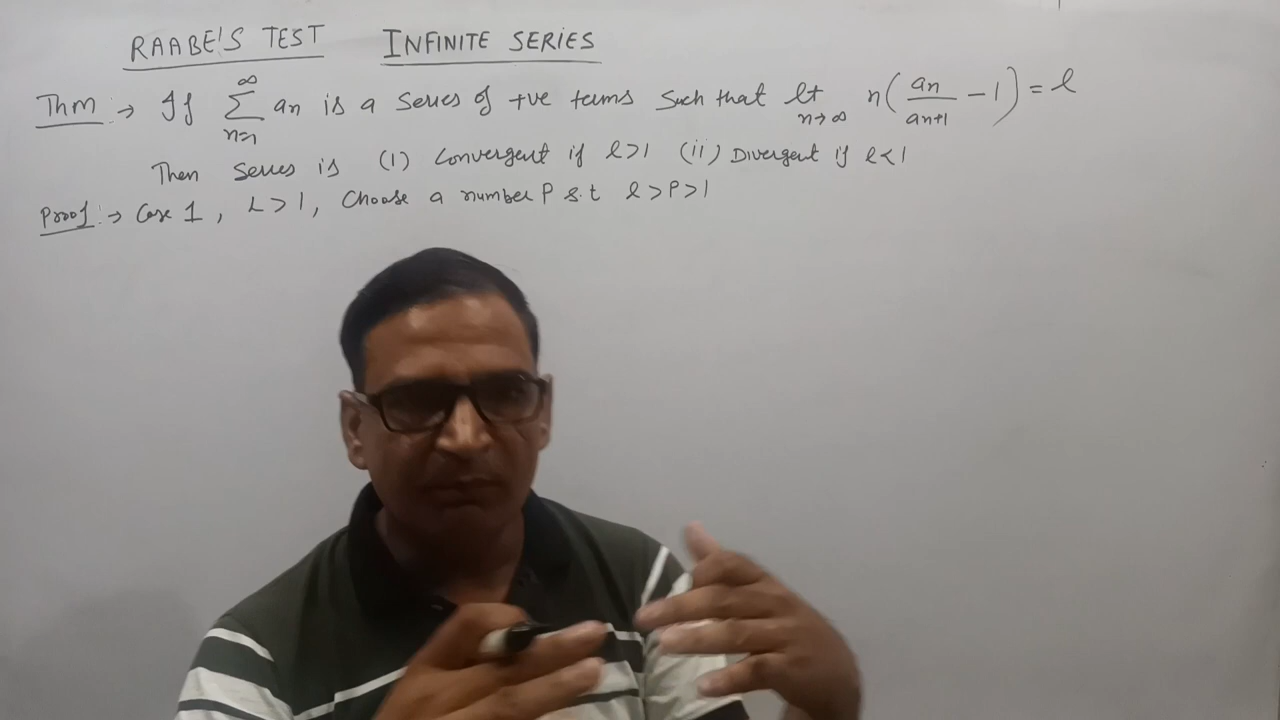 RAABE'S TEST INFINITE SERIES
Thm :→ If ∑_{n=1}^{∞} an is a series of +ve terms such that lt_{n→∞} n(an/an+1 − 1) = l
Then series is (i) Convergent if l>1 (ii) Divergent if l<1
Proof :→ Case 1, L>1, Choose a number P s.t l>P>1